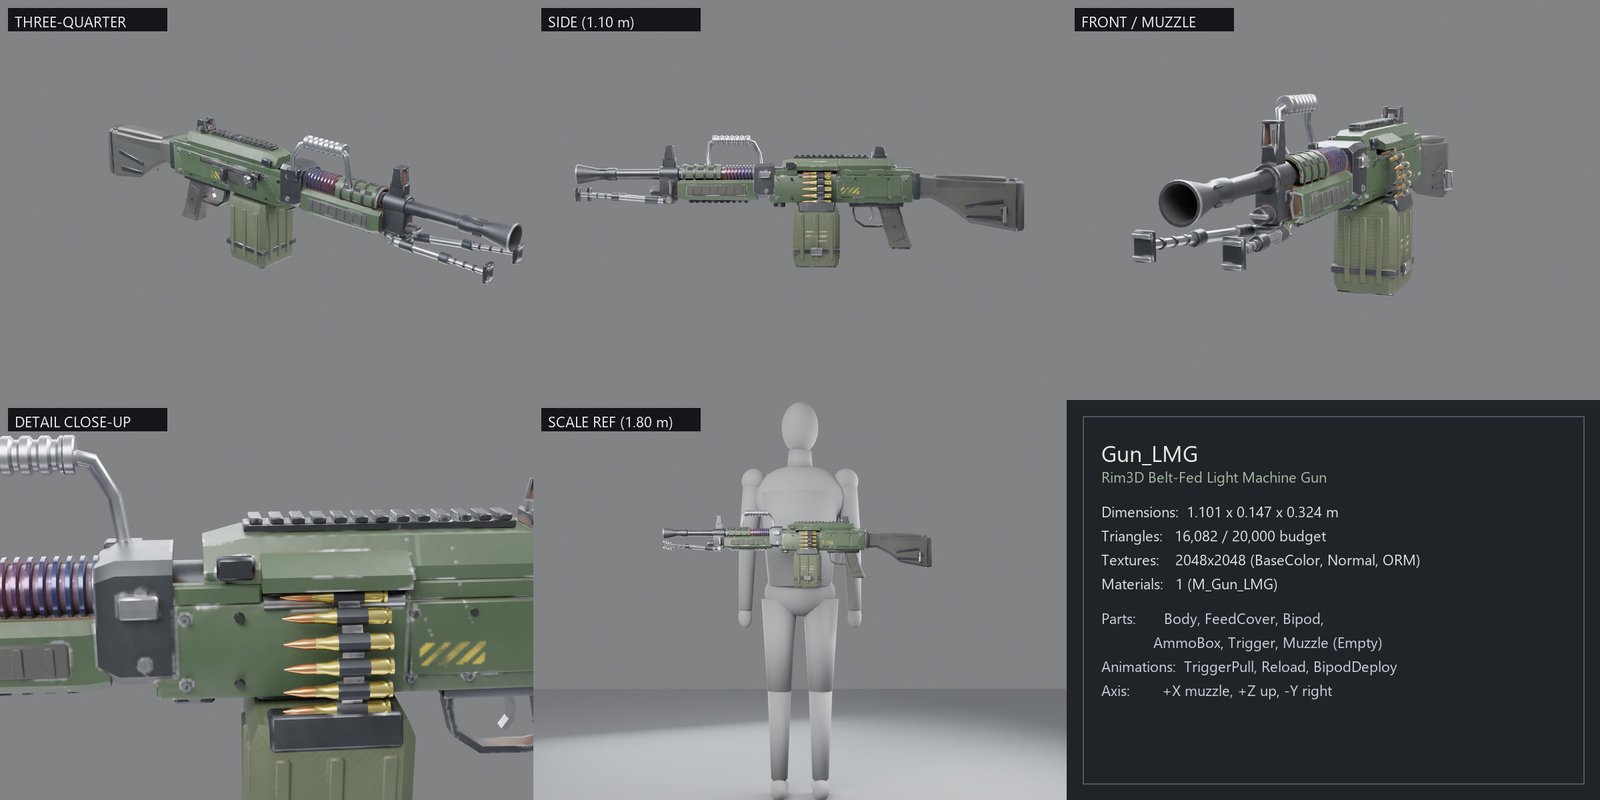 THREE-QUARTER
SIDE (1.10 m)
FRONT / MUZZLE
DETAIL CLOSE-UP
SCALE REF (1.80 m)
Gun_LMG
Rim3D Belt-Fed Light Machine Gun
Dimensions: 1.101 x 0.147 x 0.324 m
Triangles: 16,082 / 20,000 budget
Textures: 2048x2048 (BaseColor, Normal, ORM)
Materials: 1 (M_Gun_LMG)
Parts: Body, FeedCover, Bipod,
AmmoBox, Trigger, Muzzle (Empty)
Animations: TriggerPull, Reload, BipodDeploy
Axis: +X muzzle, +Z up, -Y right